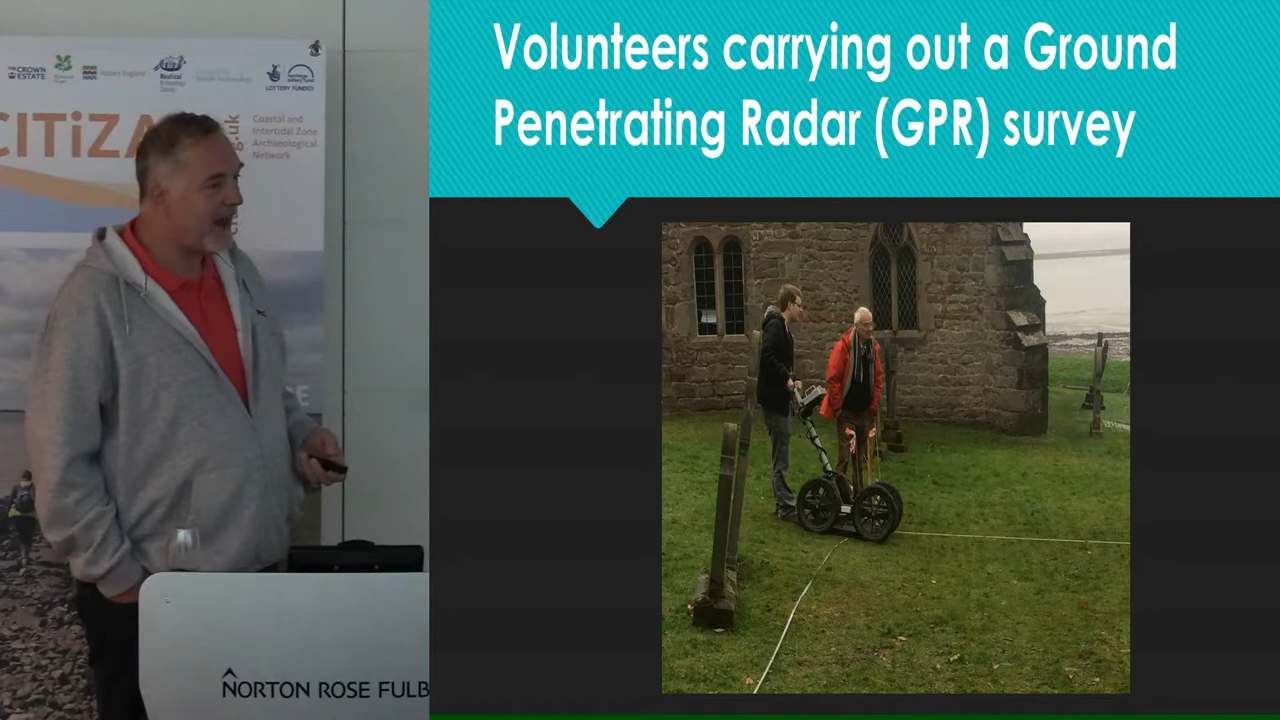 Volunteers carrying out a Ground
Penetrating Radar (GPR) survey
THE CROWN
ESTATE
Historic England
Nautical
Archaeology
Society
LOTTERY FUNDED
CITiZA
Coastal and
Intertidal Zone
Archaeological
Network
.uk
E
NORTON ROSE FULB